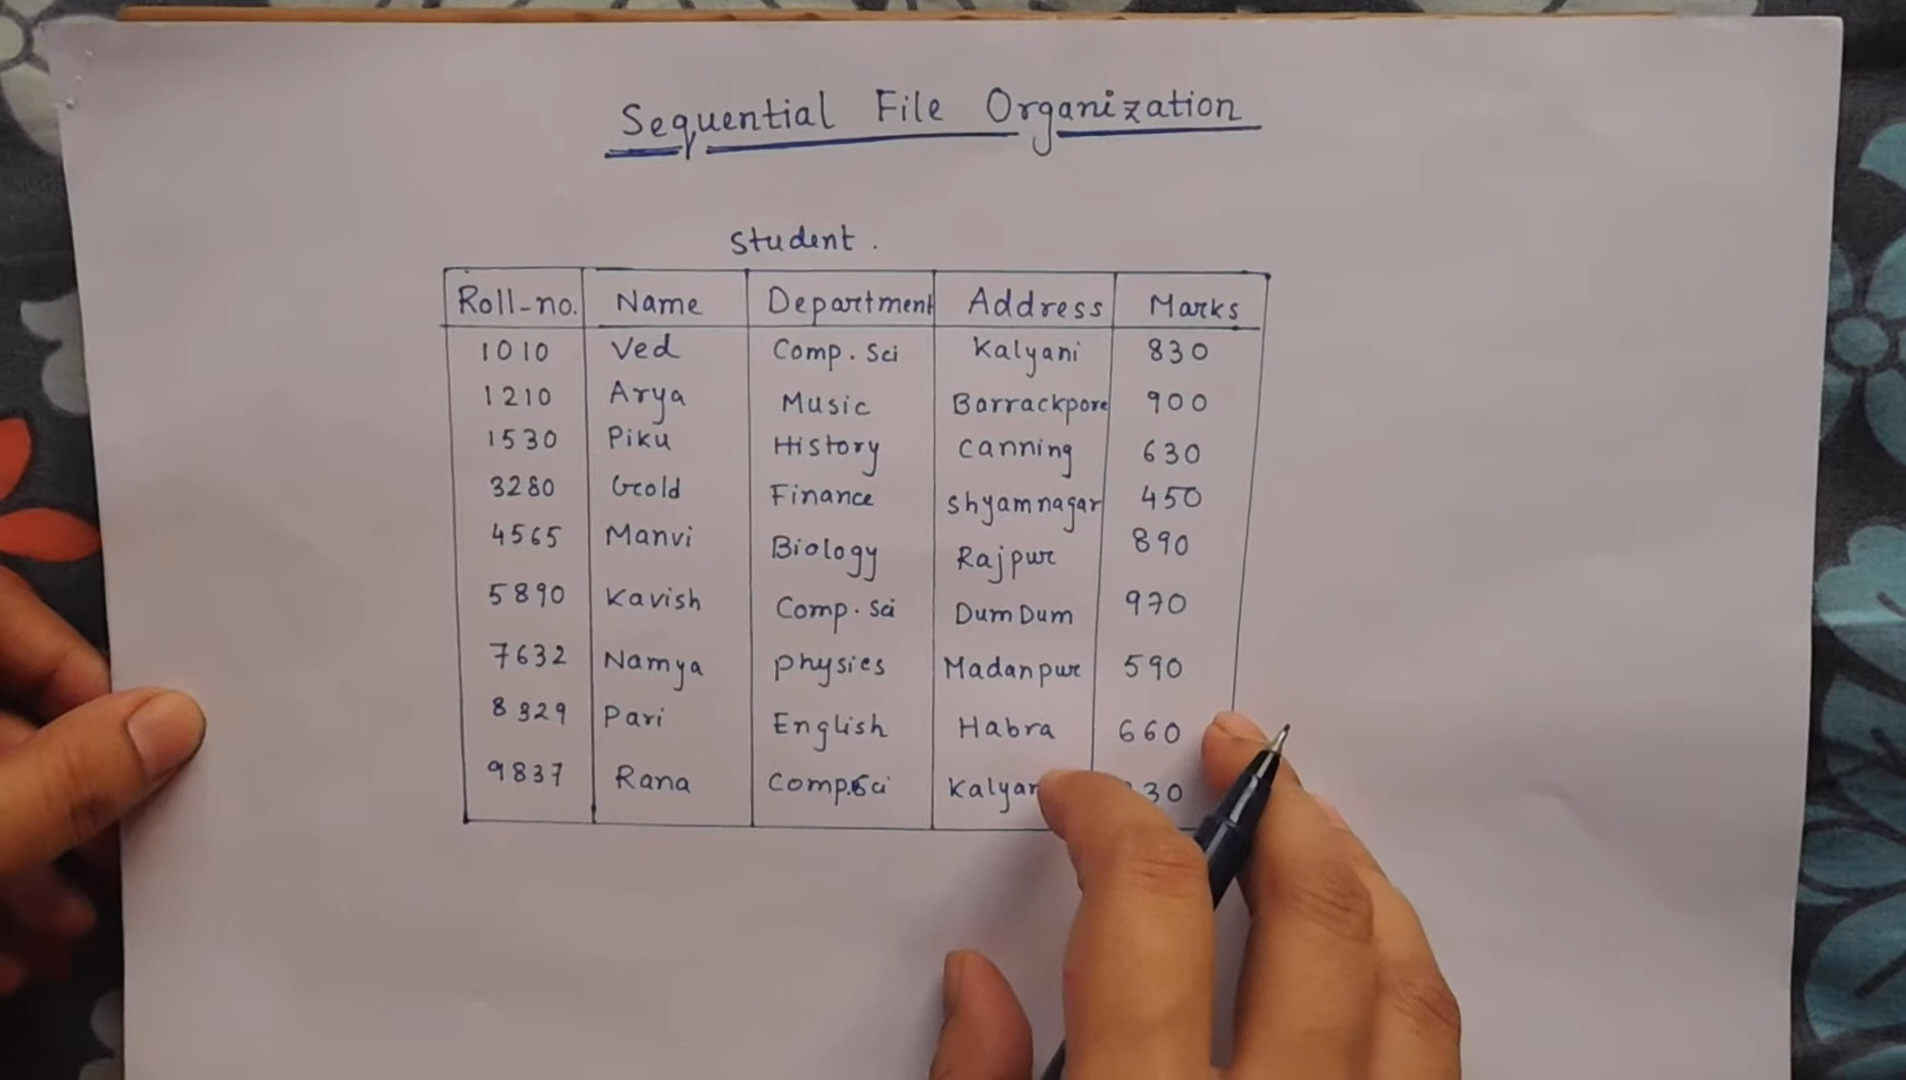 Sequential File Organization
Student.
Roll-no. Name Department Address Marks
1010 Ved Comp. Sci Kalyani 830
1210 Arya Music Barrackpore 900
1530 Piku History Canning 630
3280 Gold Finance Shyamnagar 450
4565 Manvi Biology Rajpur 890
5890 Kavish Comp. Sci DumDum 970
7632 Namya Physics Madanpur 590
8329 Pari English Habra 660
9837 Rana Comp. Sci